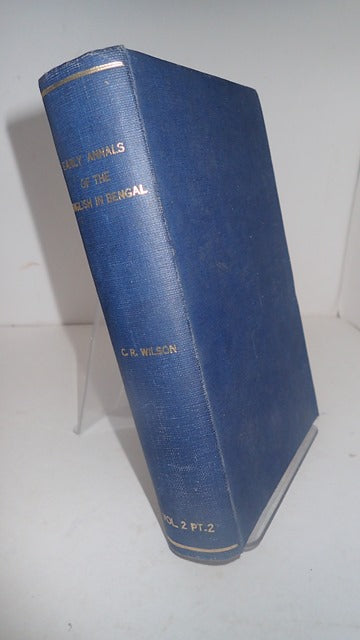 EARLY ANNALS
OF THE
ENGLISH IN BENGAL
C. R. WILSON
VOL. 2 PT.2